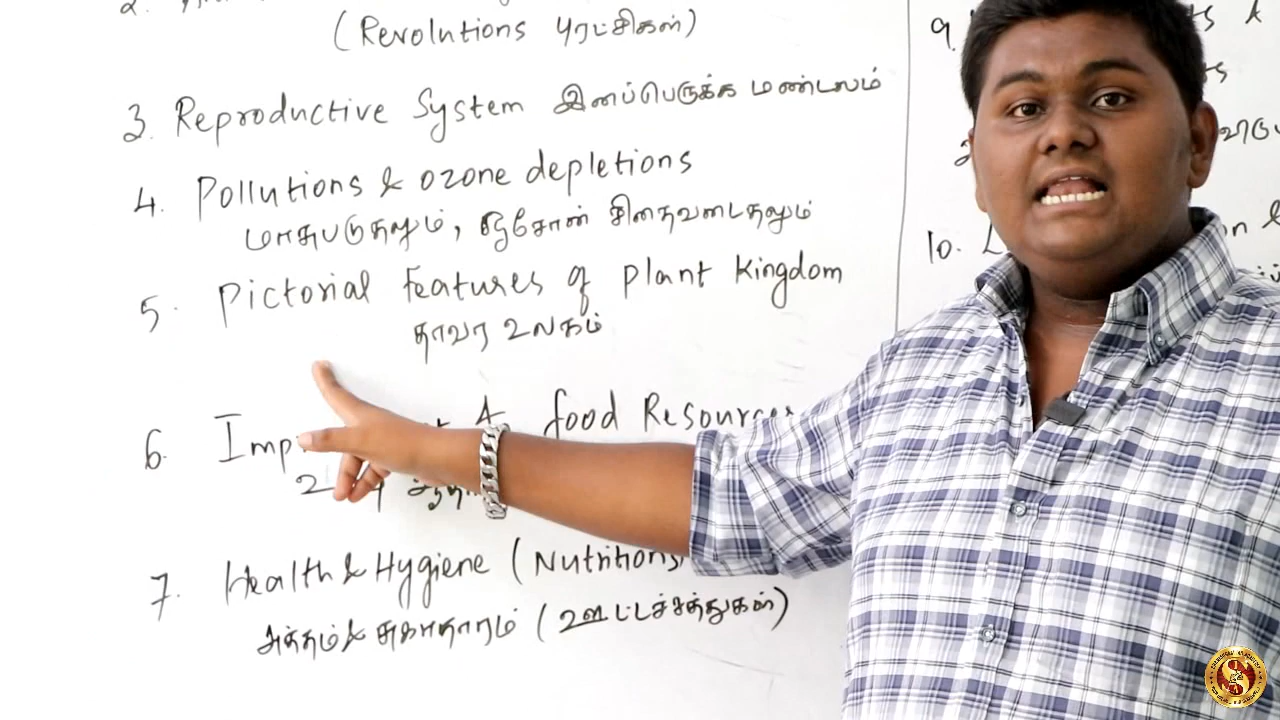 2.
(Revolutions புரட்சிகள்)
3. Reproductive System இனப்பெருக்க மண்டலம்
4. Pollutions & ozone depletions
மாசுபடுதலும், ஓசோன் சிதைவடைதலும்
5. Pictorial features of plant Kingdom
தாவர உலகம்
6. food Resources
7. Health & Hygiene (Nutritions
சுத்தம் & சுகாதாரம் (ஊட்டச்சத்துகள்)
9.
10.